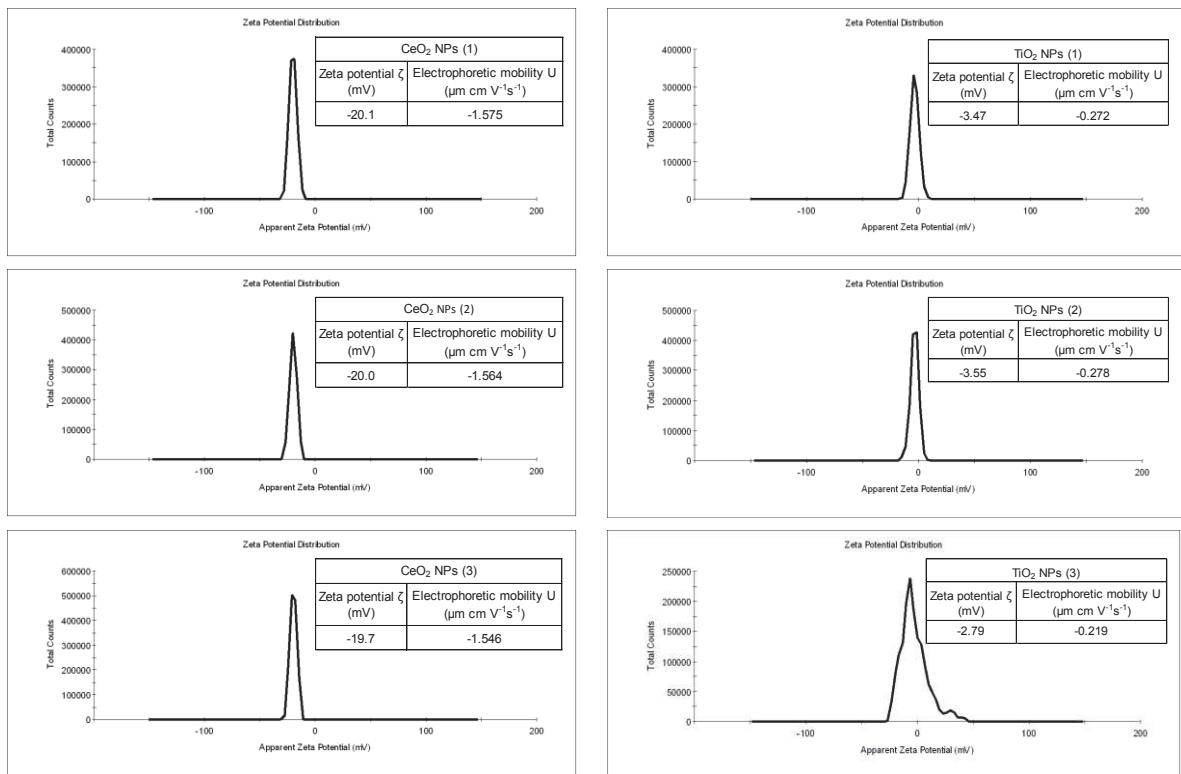 Zeta Potential Distribution
CeO₂ NPs (1)
Zeta potential ζ
(mV)
Electrophoretic mobility U
(µm cm V⁻¹s⁻¹)
-20.1
-1.575
Total Counts
400000
300000
200000
100000
0
-100
0
100
200
Apparent Zeta Potential (mV)
Zeta Potential Distribution
TiO₂ NPs (1)
Zeta potential ζ
(mV)
Electrophoretic mobility U
(µm cm V⁻¹s⁻¹)
-3.47
-0.272
Total Counts
400000
300000
200000
100000
0
-100
0
100
200
Apparent Zeta Potential (mV)
Zeta Potential Distribution
CeO₂ NPs (2)
Zeta potential ζ
(mV)
Electrophoretic mobility U
(µm cm V⁻¹s⁻¹)
-20.0
-1.564
Total Counts
500000
400000
300000
200000
100000
0
-100
0
100
200
Apparent Zeta Potential (mV)
Zeta Potential Distribution
TiO₂ NPs (2)
Zeta potential ζ
(mV)
Electrophoretic mobility U
(µm cm V⁻¹s⁻¹)
-3.55
-0.278
Total Counts
500000
400000
300000
200000
100000
0
-100
0
100
200
Apparent Zeta Potential (mV)
Zeta Potential Distribution
CeO₂ NPs (3)
Zeta potential ζ
(mV)
Electrophoretic mobility U
(µm cm V⁻¹s⁻¹)
-19.7
-1.546
Total Counts
600000
500000
400000
300000
200000
100000
0
-100
0
100
200
Apparent Zeta Potential (mV)
Zeta Potential Distribution
TiO₂ NPs (3)
Zeta potential ζ
(mV)
Electrophoretic mobility U
(µm cm V⁻¹s⁻¹)
-2.79
-0.219
Total Counts
250000
200000
150000
100000
50000
0
-100
0
100
200
Apparent Zeta Potential (mV)